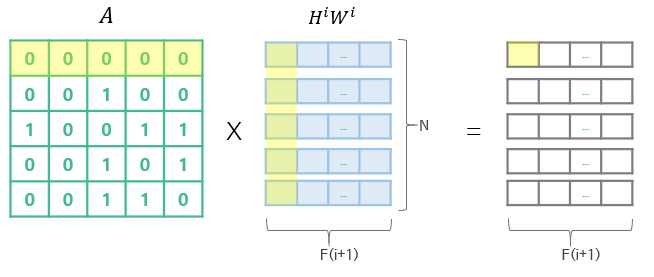 A HⁱWⁱ
0 0 0 0 0 ... ...
0 0 1 0 0 ... ...
1 0 0 1 1 X ... N = ...
0 0 1 0 1 ... ...
0 0 1 1 0 ... ...
F(i+1) F(i+1)